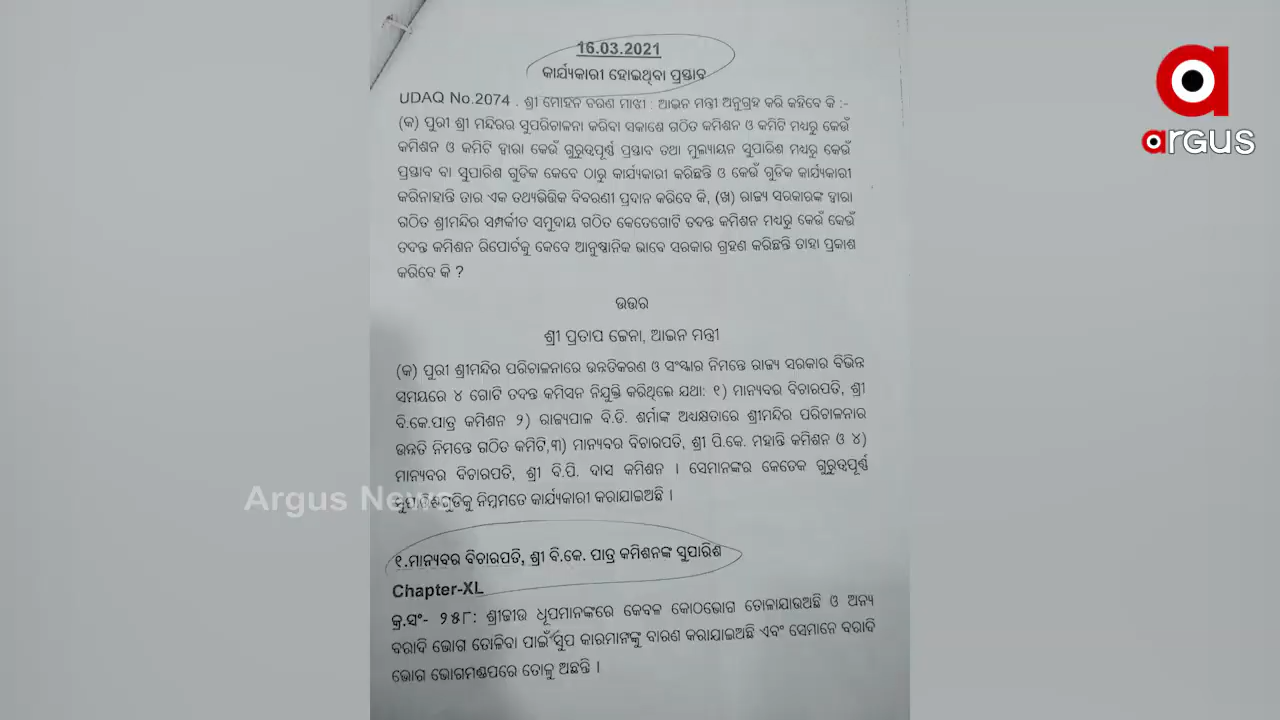 16.03.2021
କାର୍ଯ୍ୟକାରୀ ହୋଇଥିବା ପ୍ରସ୍ତାବ
UDAQ No.2074 . ଶ୍ରୀ ମୋହନ ଚରଣ ମାଝୀ : ଆଇନ ମନ୍ତ୍ରୀ ଅନୁଗ୍ରହ କରି କହିବେ କି :-
(କ) ପୁରୀ ଶ୍ରୀ ମନ୍ଦିରର ସୁପରିଚାଳନା କରିବା ସକାଶେ ଗଠିତ କମିଶନ ଓ କମିଟି ମଧ୍ୟରୁ କେଉଁ
କମିଶନ ଓ କମିଟି ଦ୍ୱାରା କେଉଁ ଗୁରୁତ୍ୱପୂର୍ଣ୍ଣ ପ୍ରସ୍ତାବ ତଥା ମୁଲ୍ୟାୟନ ସୁପାରିଶ ମଧ୍ୟରୁ କେଉଁ
ପ୍ରସ୍ତାବ ବା ସୁପାରିଶ ଗୁଡିକ କେବେ ଠାରୁ କାର୍ଯ୍ୟକାରୀ କରିଛନ୍ତି ଓ କେଉଁ ଗୁଡିକ କାର୍ଯ୍ୟକାରୀ
କରିନାହାନ୍ତି ତାର ଏକ ତଥ୍ୟଭିତ୍ତିକ ବିବରଣୀ ପ୍ରଦାନ କରିବେ କି, (ଖ) ରାଜ୍ୟ ସରକାରଙ୍କ ଦ୍ୱାରା
ଗଠିତ ଶ୍ରୀମନ୍ଦିର ସମ୍ପର୍କୀତ ସମୁଦାୟ ଗଠିତ କେତେଗୋଟି ତଦନ୍ତ କମିଶନ ମଧ୍ୟରୁ କେଉଁ କେଉଁ
ତଦନ୍ତ କମିଶନ ରିପୋର୍ଟକୁ କେବେ ଆନୁଷ୍ଠାନିକ ଭାବେ ସରକାର ଗ୍ରହଣ କରିଛନ୍ତି ତାହା ପ୍ରକାଶ
କରିବେ କି ?
ଉତ୍ତର
ଶ୍ରୀ ପ୍ରତାପ ଜେନା, ଆଇନ ମନ୍ତ୍ରୀ
(କ) ପୁରୀ ଶ୍ରୀମନ୍ଦିର ପରିଚାଳନାରେ ଉନ୍ନତିକରଣ ଓ ସଂସ୍କାର ନିମନ୍ତେ ରାଜ୍ୟ ସରକାର ବିଭିନ୍ନ
ସମୟରେ ୪ ଗୋଟି ତଦନ୍ତ କମିସନ ନିଯୁକ୍ତି କରିଥିଲେ ଯଥା: ୧) ମାନ୍ୟବର ବିଚାରପତି, ଶ୍ରୀ
ବି.କେ.ପାତ୍ର କମିଶନ ୨) ରାଜ୍ୟପାଳ ବି.ଡି. ଶର୍ମାଙ୍କ ଅଧ୍ୟକ୍ଷତାରେ ଶ୍ରୀମନ୍ଦିର ପରିଚାଳନାର
ଉନ୍ନତି ନିମନ୍ତେ ଗଠିତ କମିଟି,୩) ମାନ୍ୟବର ବିଚାରପତି, ଶ୍ରୀ ପି.କେ. ମହାନ୍ତି କମିଶନ ଓ ୪)
ମାନ୍ୟବର ବିଚାରପତି, ଶ୍ରୀ ବି.ପି. ଦାସ କମିଶନ । ସେମାନଙ୍କର କେତେକ ଗୁରୁତ୍ୱପୂର୍ଣ୍ଣ
ସୁପାରିଶଗୁଡିକୁ ନିମ୍ନମତେ କାର୍ଯ୍ୟକାରୀ କରାଯାଇଅଛି ।
୧.ମାନ୍ୟବର ବିଚାରପତି, ଶ୍ରୀ ବି.କେ. ପାତ୍ର କମିଶନଙ୍କ ସୁପାରିଶ
Chapter-XL
କ୍ର.ସଂ- ୨୫୮: ଶ୍ରୀଜୀଉ ଧୂପମାନଙ୍କରେ କେବଳ କୋଠଭୋଗ ତୋଳାଯାଉଅଛି ଓ ଅନ୍ୟ
ବରାଦି ଭୋଗ ତୋଳିବା ପାଇଁ ସୁପ କାରମାନଙ୍କୁ ବାରଣ କରାଯାଇଅଛି ଏବଂ ସେମାନେ ବରାଦି
ଭୋଗ ଭୋଗମଣ୍ଡପରେ ତୋଳୁ ଅଛନ୍ତି ।
Argus News
argus